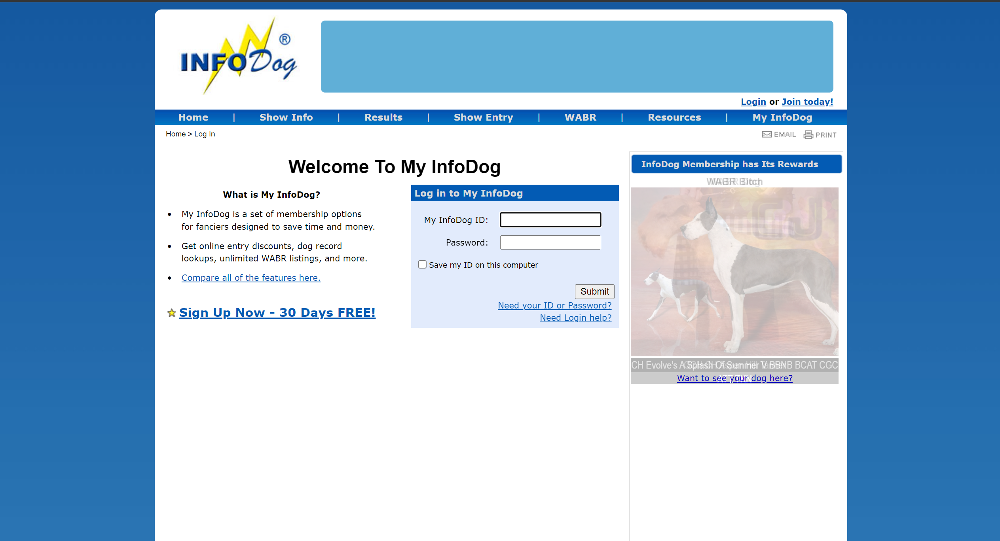 INFODog ®
Login or Join today!
Home | Show Info | Results | Show Entry | WABR | Resources | My InfoDog
Home > Log In
EMAIL PRINT
Welcome To My InfoDog
What is My InfoDog?
• My InfoDog is a set of membership options
for fanciers designed to save time and money.
• Get online entry discounts, dog record
lookups, unlimited WABR listings, and more.
• Compare all of the features here.
Sign Up Now - 30 Days FREE!
Log in to My InfoDog
My InfoDog ID:
Password:
Save my ID on this computer
Submit
Need your ID or Password?
Need Login help?
InfoDog Membership has Its Rewards
WABR Bitch
CJ
CH Evolve's A Splash Of Summer V BBNB BCAT CGC
Want to see your dog here?